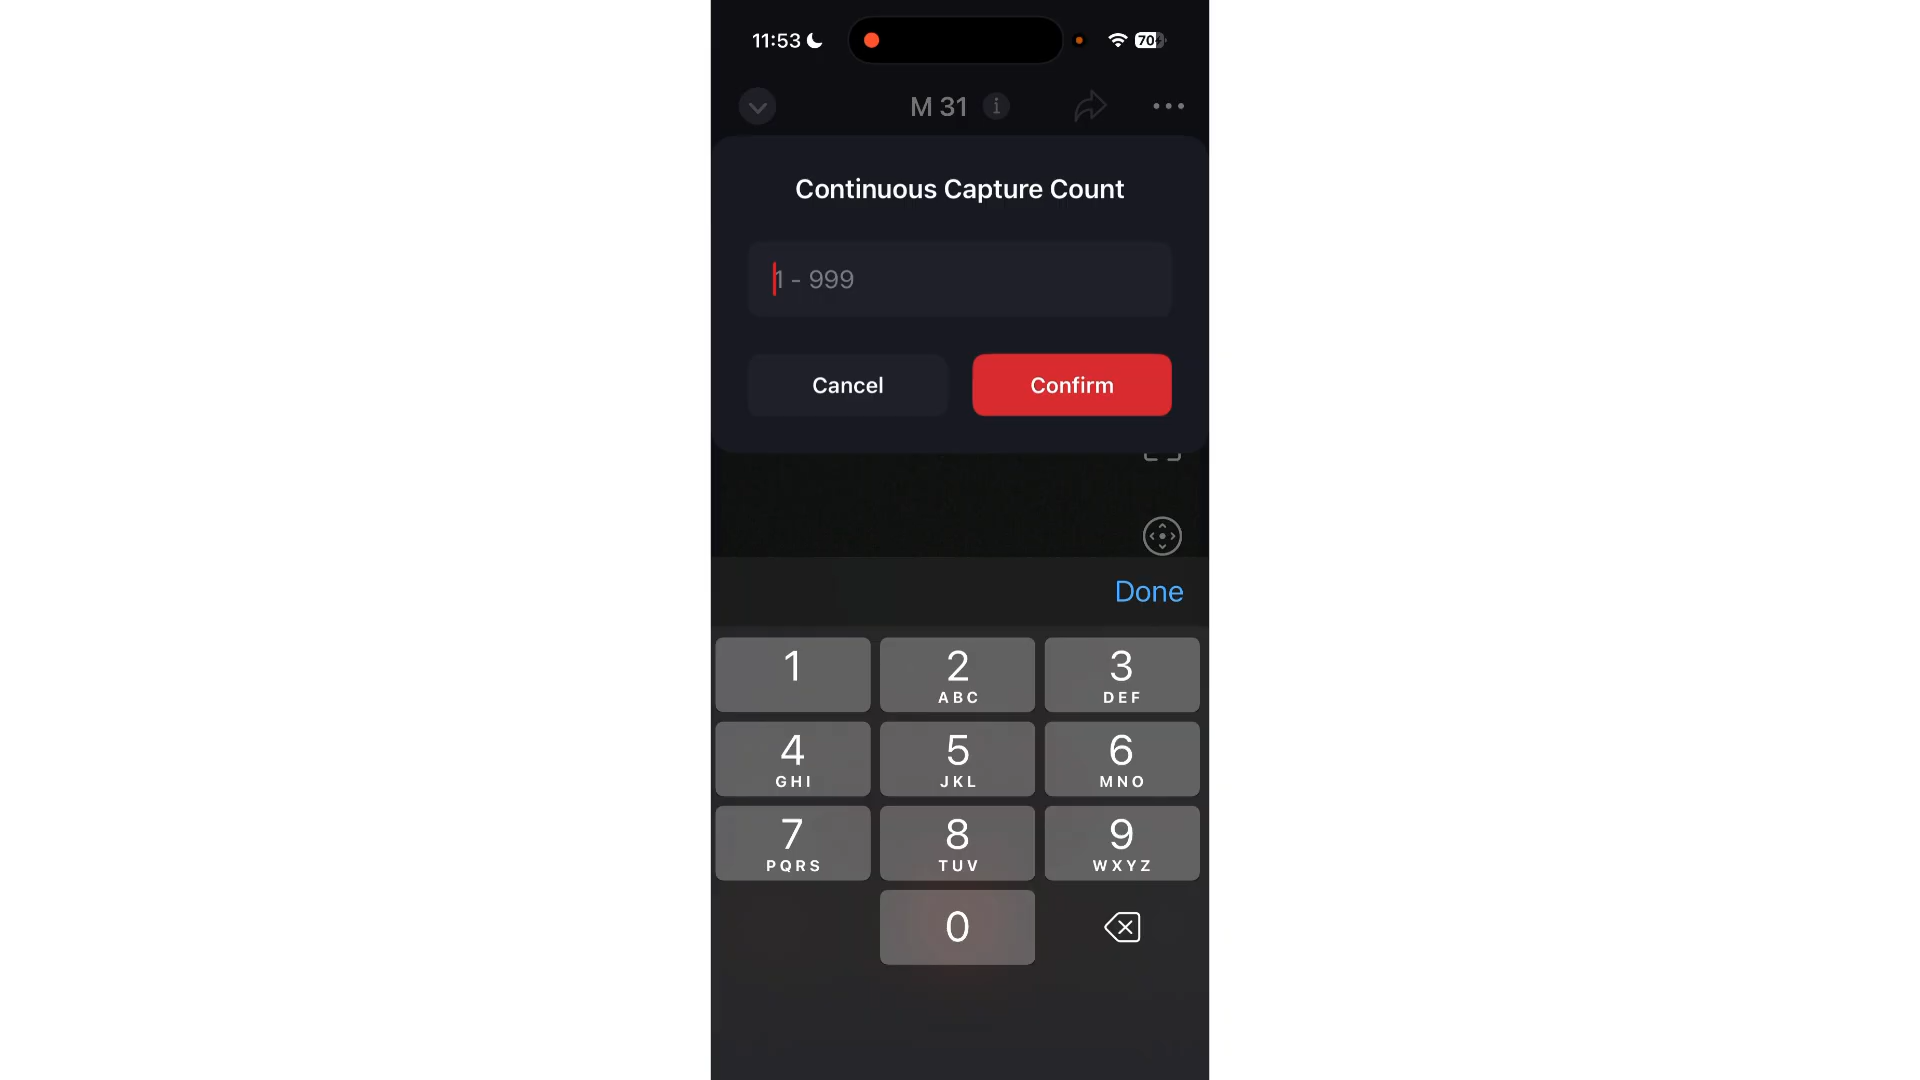 11:53
70
M 31
Continuous Capture Count
1 - 999
Cancel
Confirm
Done
1
2
ABC
3
DEF
4
GHI
5
JKL
6
MNO
7
PQRS
8
TUV
9
WXYZ
0